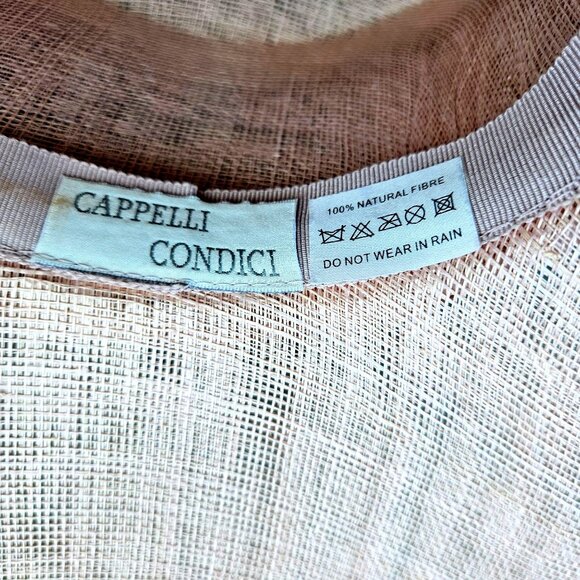 CAPPELLI
CONDICI
100% NATURAL FIBRE
DO NOT WEAR IN RAIN